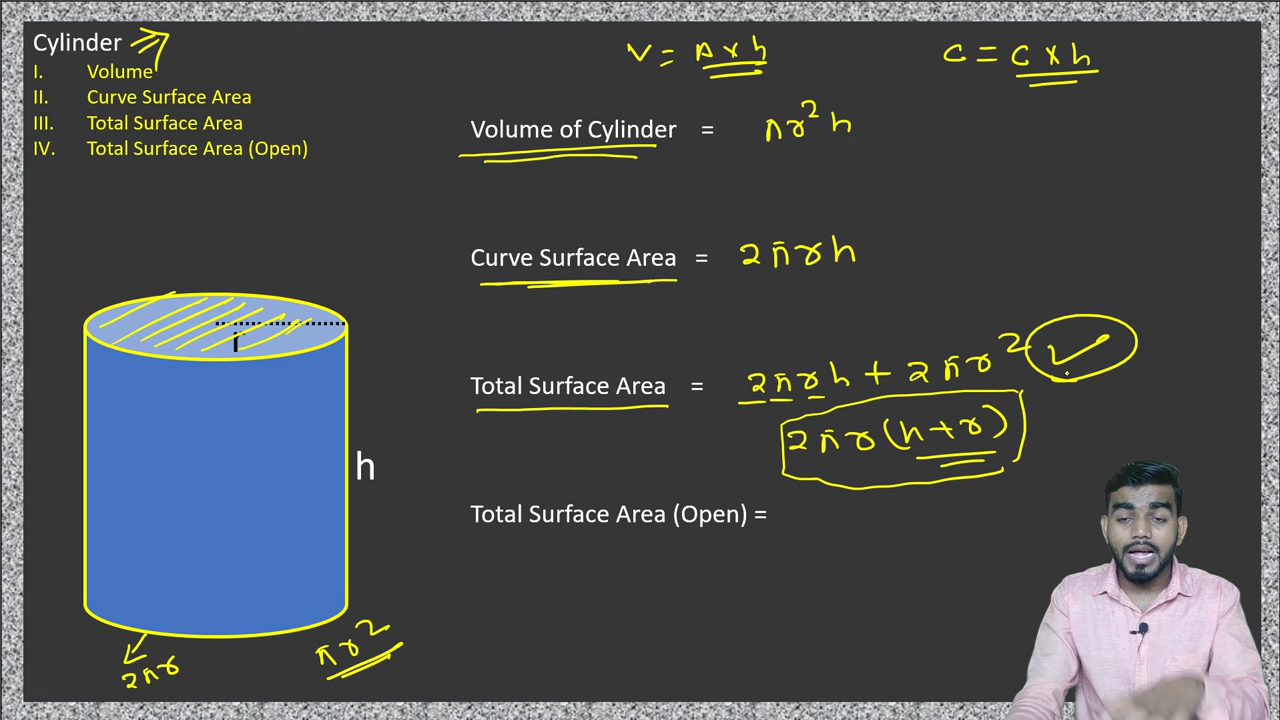 Cylinder
I. Volume
II. Curve Surface Area
III. Total Surface Area
IV. Total Surface Area (Open)
V = A × h
C = C × h
Volume of Cylinder = πr²h
Curve Surface Area = 2πrh
Total Surface Area = 2πrh + 2πr²
2πr(h+r)
Total Surface Area (Open) =
r
h
2πr
πr²